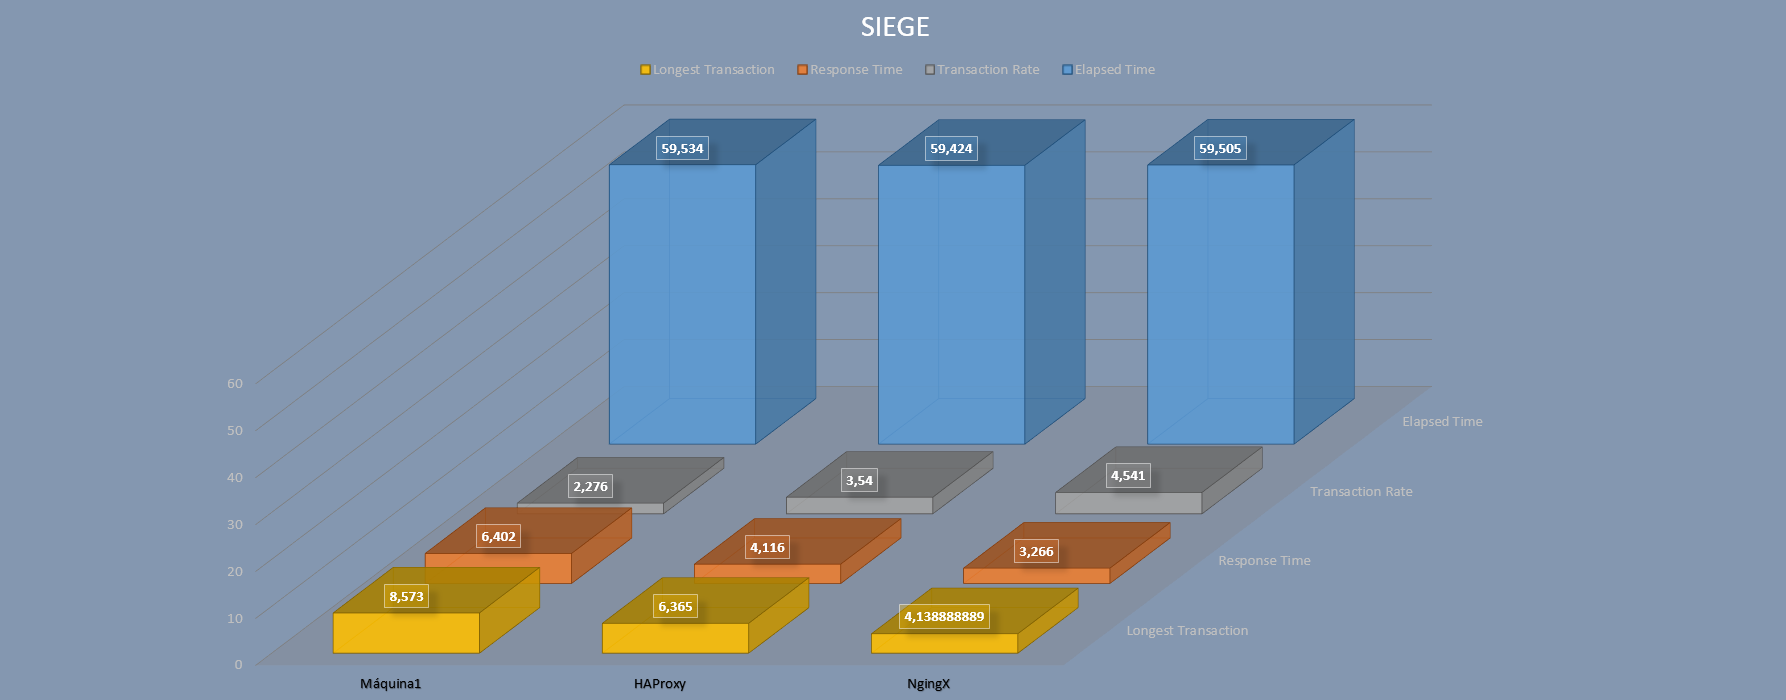 SIEGE
Longest Transaction Response Time Transaction Rate Elapsed Time
59,534 59,424 59,505
60
50
40
30
20
10
0
2,276 3,54 4,541
6,402 4,116 3,266
8,573 6,365 4,138888889
Elapsed Time
Transaction Rate
Response Time
Longest Transaction
Máquina1 HAProxy NgingX